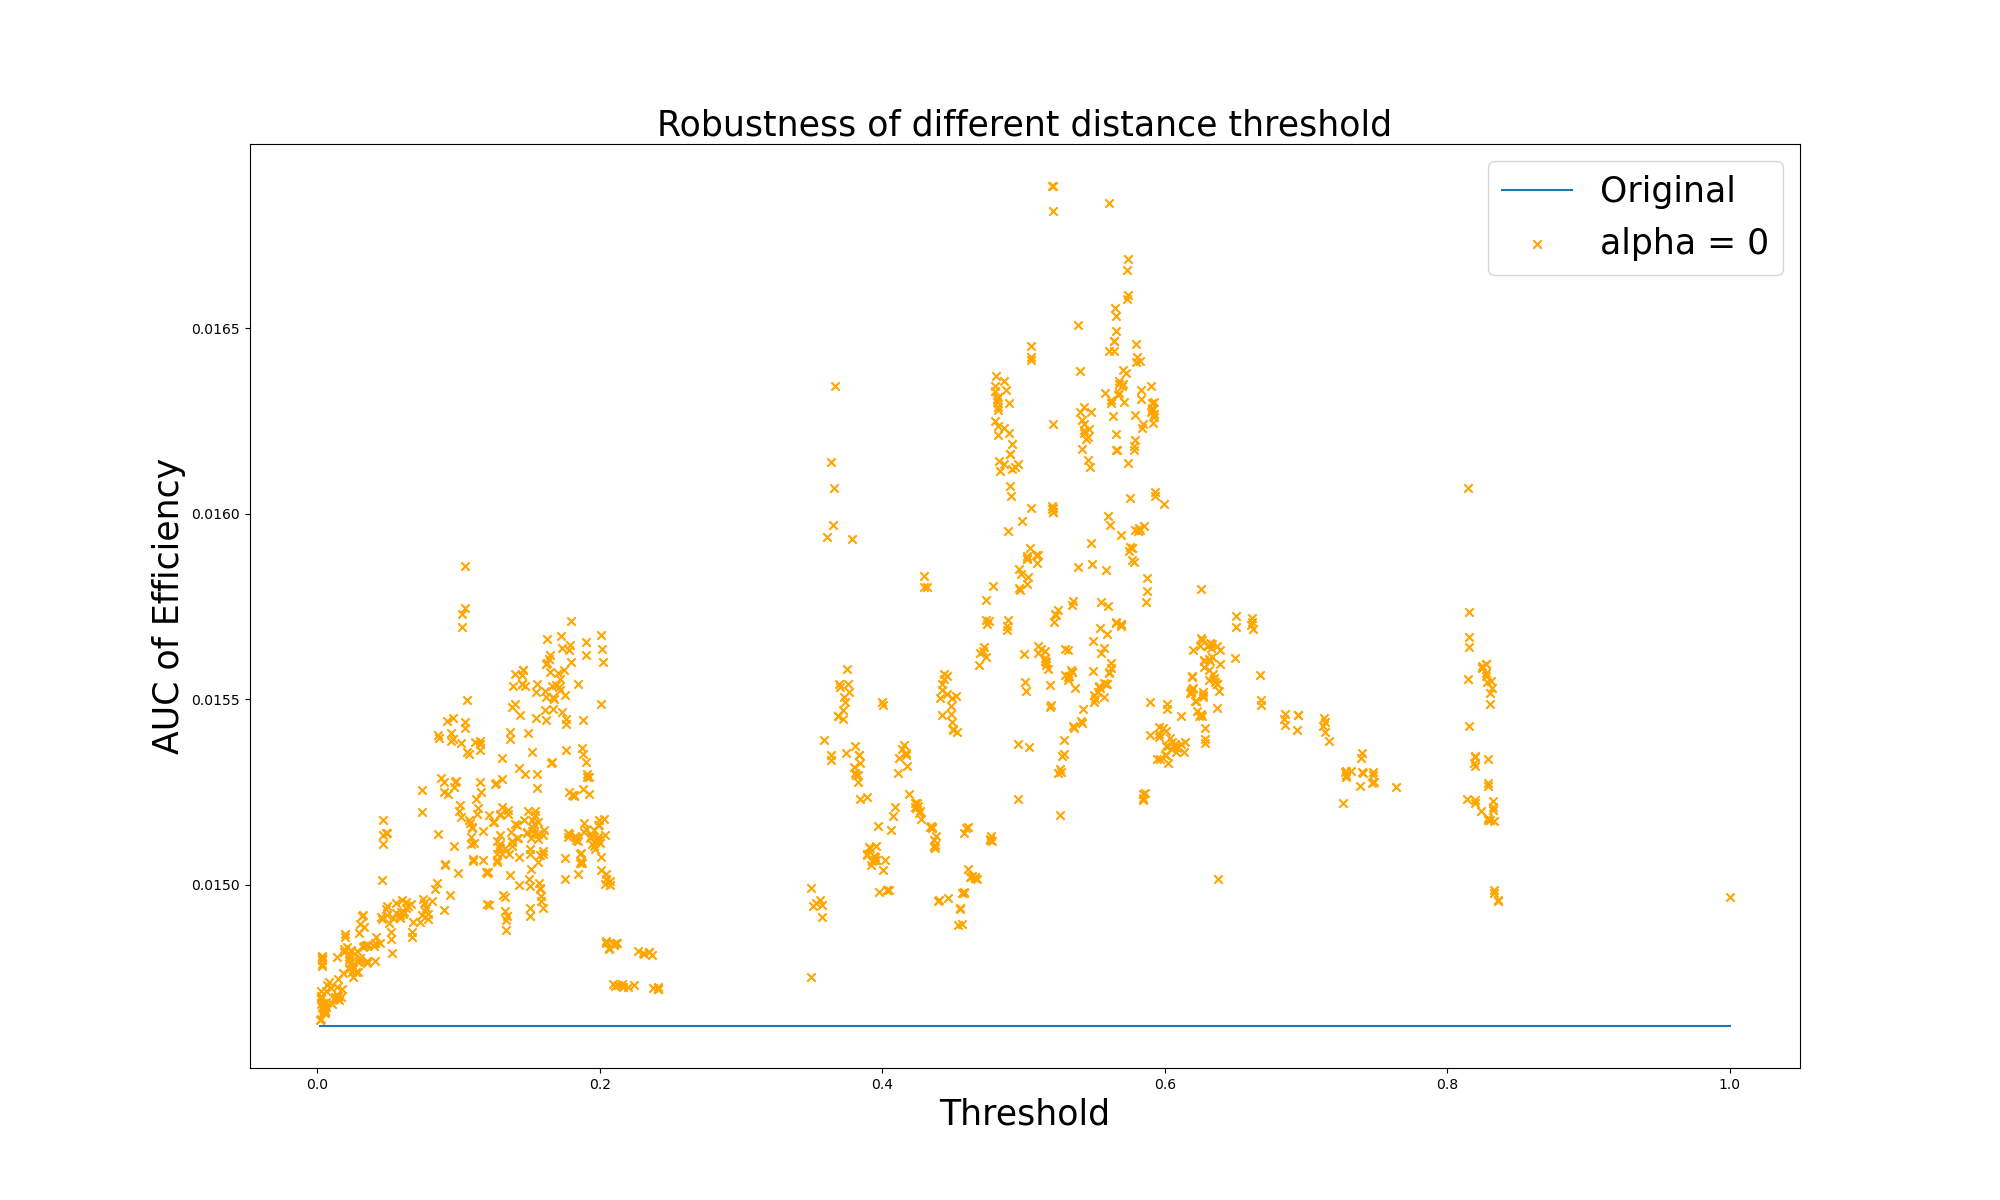 Robustness of different distance threshold
Original
alpha = 0
AUC of Efficiency
0.0165
0.0160
0.0155
0.0150
0.0
0.2
0.4
0.6
0.8
1.0
Threshold